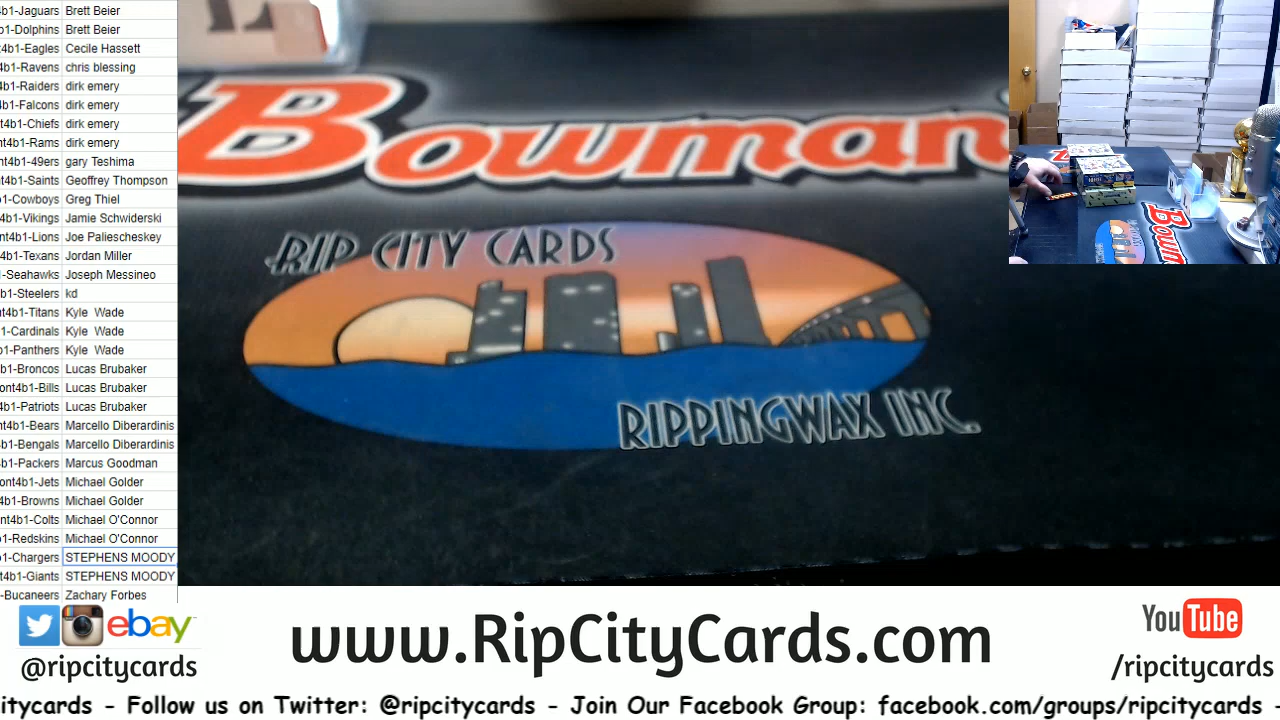 4b1-Jaguars Brett Beier
b1-Dolphins Brett Beier
t4b1-Eagles Cecile Hassett
4b1-Ravens chris blessing
4b1-Raiders dirk emery
4b1-Falcons dirk emery
t4b1-Chiefs dirk emery
nt4b1-Rams dirk emery
nt4b1-49ers gary Teshima
nt4b1-Saints Geoffrey Thompson
b1-Cowboys Greg Thiel
4b1-Vikings Jamie Schwiderski
ont4b1-Lions Joe Paliescheskey
4b1-Texans Jordan Miller
1-Seahawks Joseph Messineo
4b1-Steelers kd
nt4b1-Titans Kyle Wade
1-Cardinals Kyle Wade
b1-Panthers Kyle Wade
4b1-Broncos Lucas Brubaker
ont4b1-Bills Lucas Brubaker
4b1-Patriots Lucas Brubaker
nt4b1-Bears Marcello Diberardinis
4b1-Bengals Marcello Diberardinis
4b1-Packers Marcus Goodman
ont4b1-Jets Michael Golder
4b1-Browns Michael Golder
nt4b1-Colts Michael O'Connor
1-Redskins Michael O'Connor
b1-Chargers STEPHENS MOODY
t4b1-Giants STEPHENS MOODY
-Bucaneers Zachary Forbes
Bowman
RIP CITY CARDS
RIPPINGWAX INC.
Bowm
ebay
@ripcitycards
www.RipCityCards.com
YouTube
/ripcitycards
itycards - Follow us on Twitter: @ripcitycards - Join Our Facebook Group: facebook.com/groups/ripcitycards -